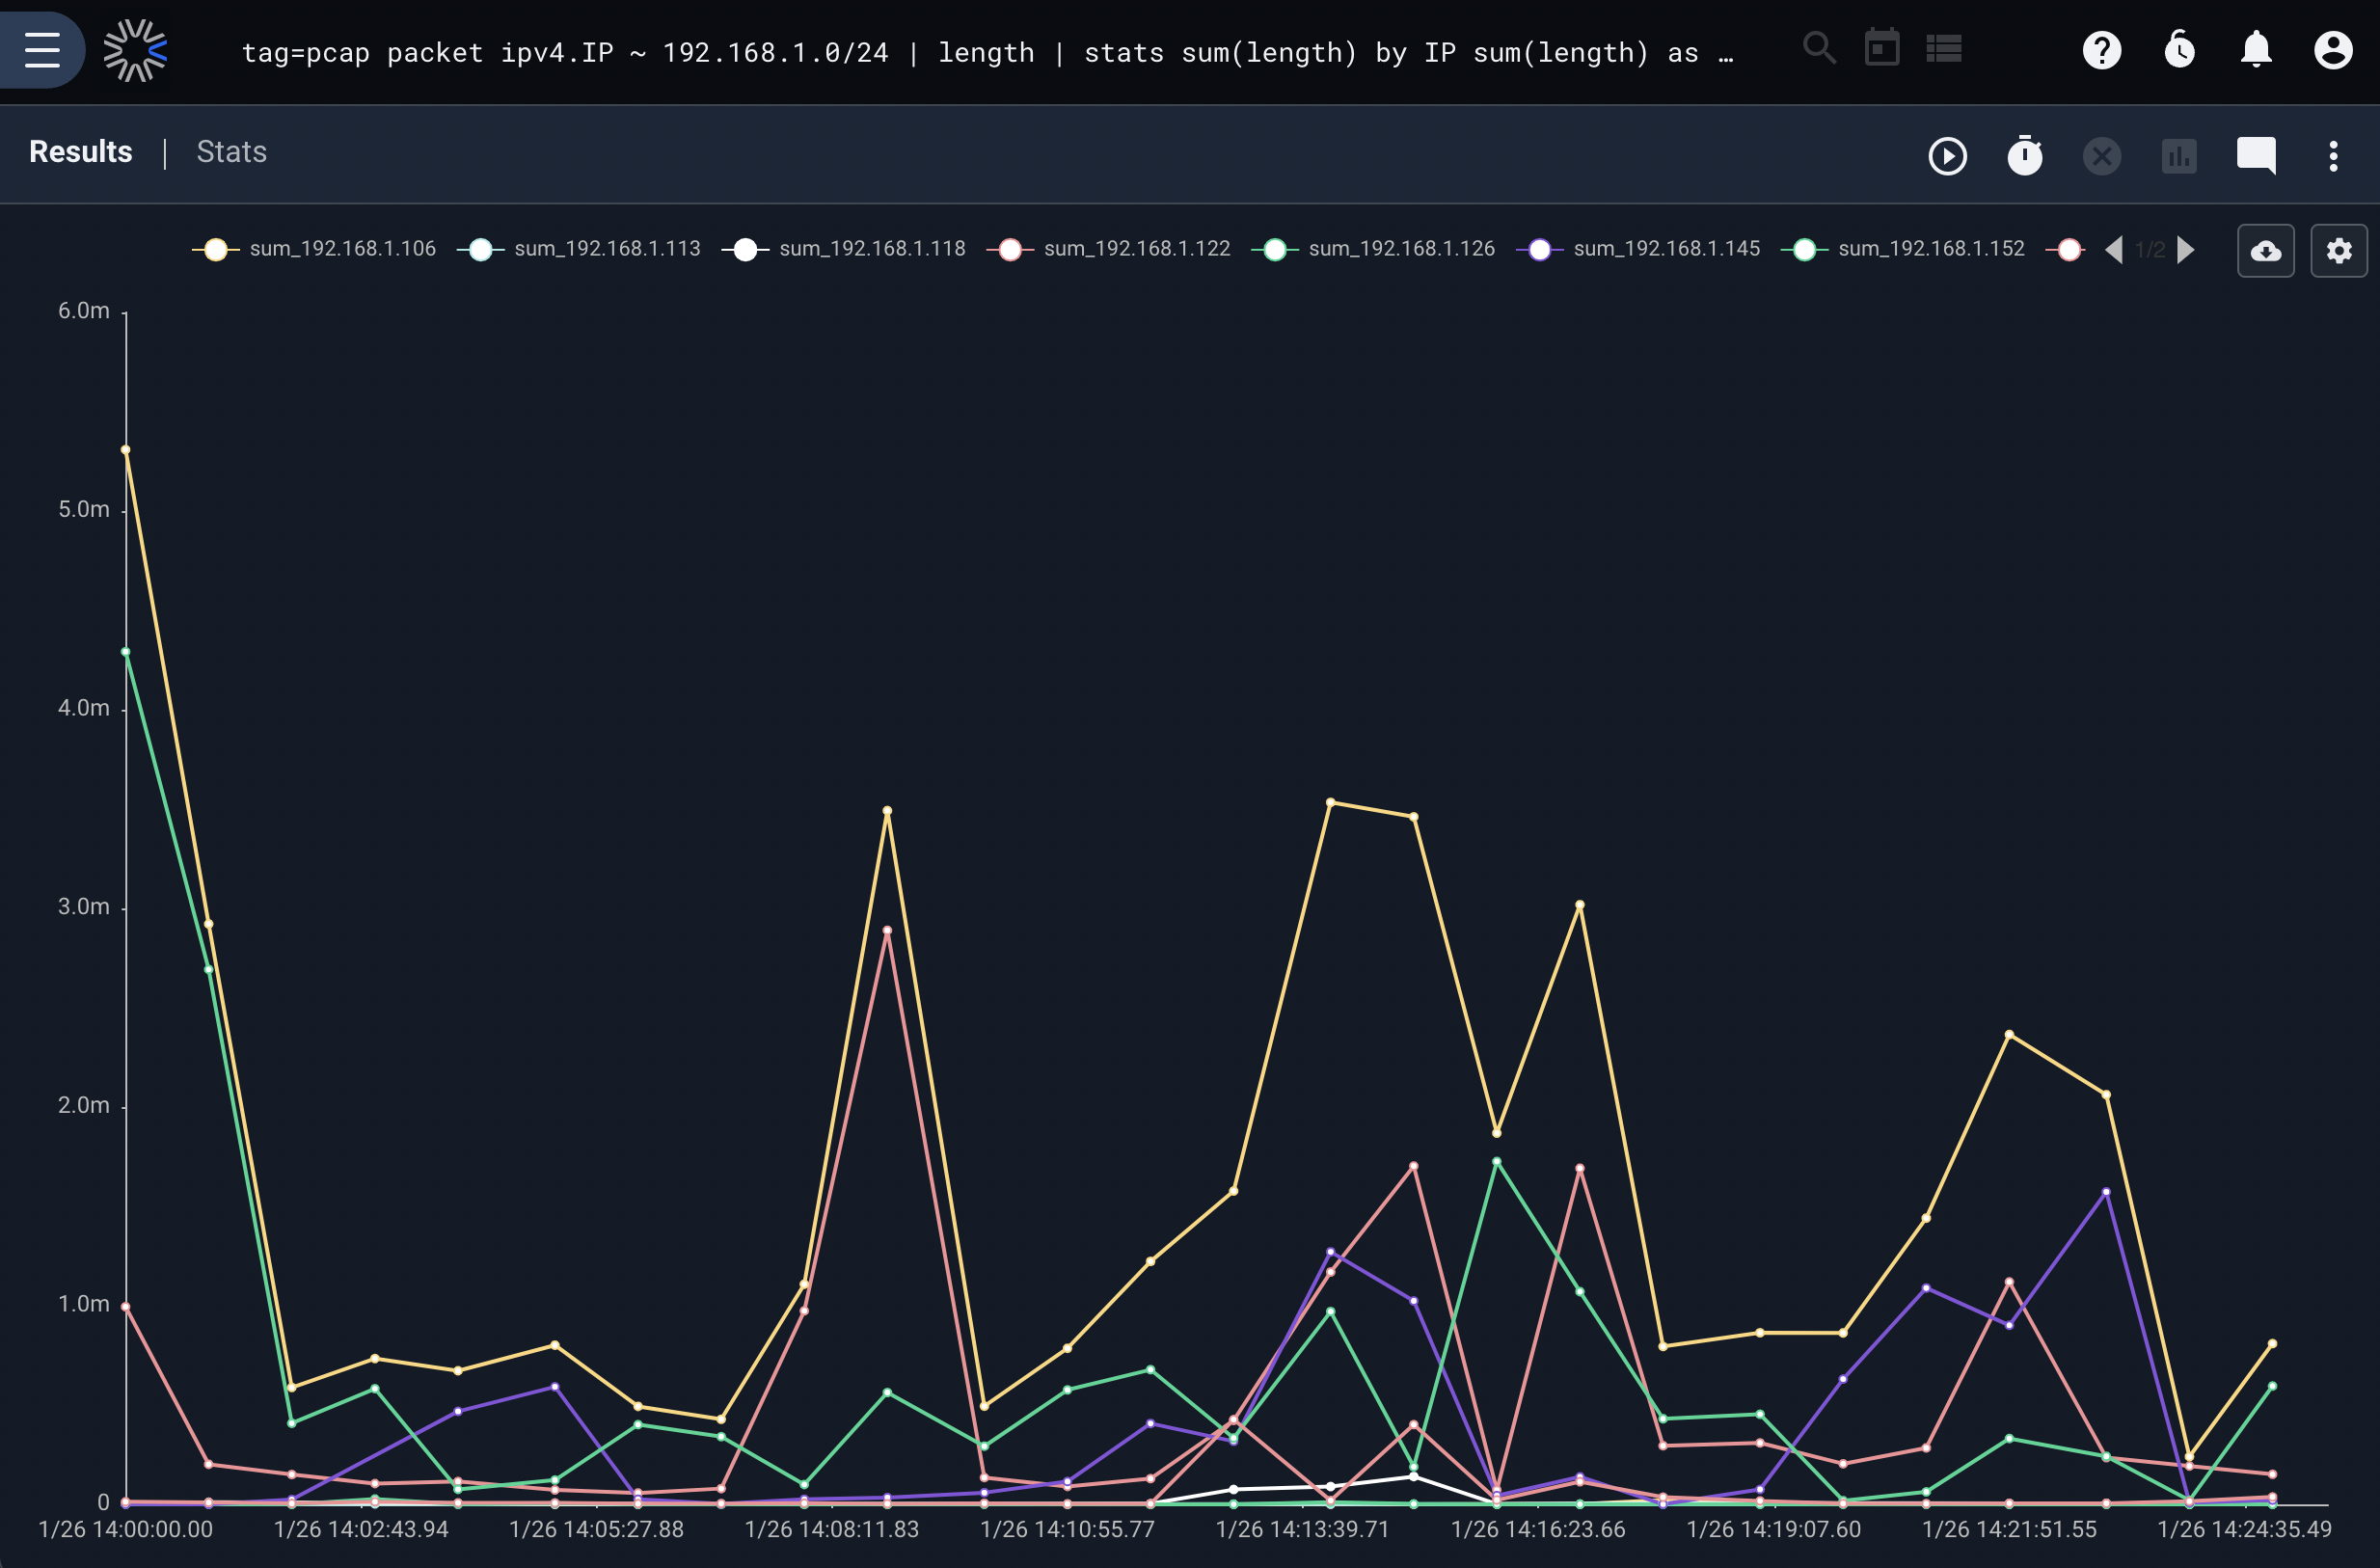 tag=pcap packet ipv4.IP ~ 192.168.1.0/24 | length | stats sum(length) by IP sum(length) as …
Results | Stats
sum_192.168.1.106 sum_192.168.1.113 sum_192.168.1.118 sum_192.168.1.122 sum_192.168.1.126 sum_192.168.1.145 sum_192.168.1.152 1/2
6.0m
5.0m
4.0m
3.0m
2.0m
1.0m
0
1/26 14:00:00.00 1/26 14:02:43.94 1/26 14:05:27.88 1/26 14:08:11.83 1/26 14:10:55.77 1/26 14:13:39.71 1/26 14:16:23.66 1/26 14:19:07.60 1/26 14:21:51.55 1/26 14:24:35.49